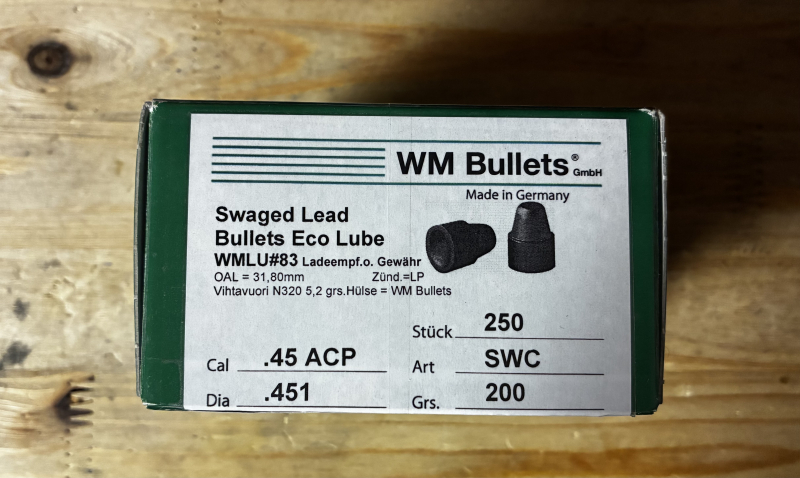 WM Bullets® GmbH
Made in Germany
Swaged Lead
Bullets Eco Lube
WMLU#83 Ladeempf.o. Gewähr
OAL = 31,80mm Zünd.=LP
Vihtavuori N320 5,2 grs.Hülse = WM Bullets
Stück 250
Cal .45 ACP Art SWC
Dia .451 Grs. 200